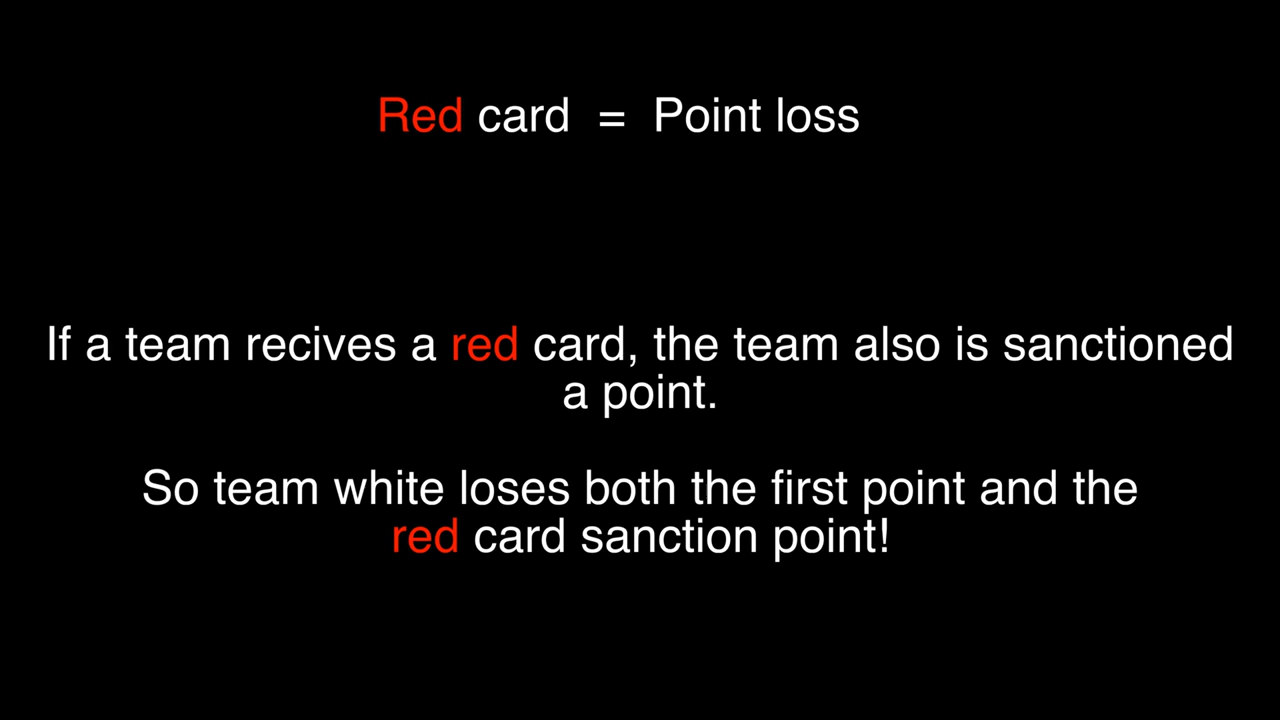 Red card = Point loss
If a team recives a red card, the team also is sanctioned
a point.
So team white loses both the first point and the
red card sanction point!